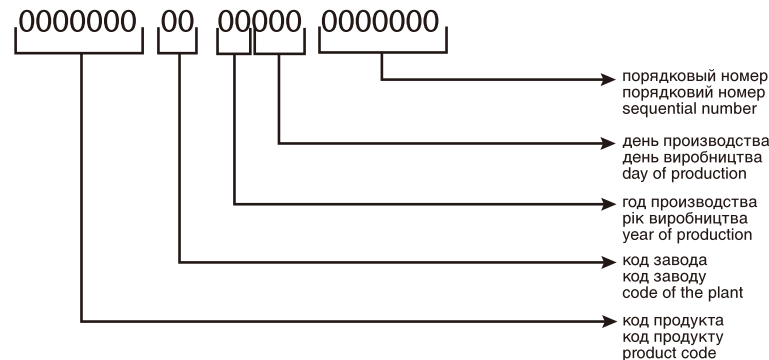 0000000 00 00000 0000000
порядковый номер
порядковий номер
sequential number
день производства
день виробництва
day of production
год производства
рік виробництва
year of production
код завода
код заводу
code of the plant
код продукта
код продукту
product code